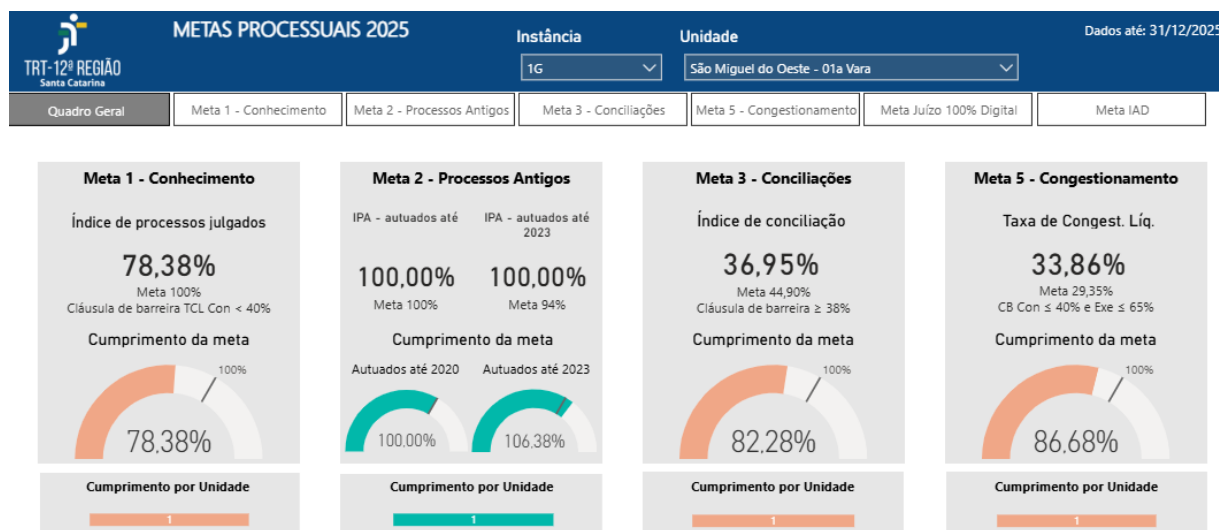 METAS PROCESSUAIS 2025
Instância
Unidade
Dados até: 31/12/2025
TRT-12ª REGIÃO
Santa Catarina
1G
São Miguel do Oeste - 01a Vara
Quadro Geral
Meta 1 - Conhecimento
Meta 2 - Processos Antigos
Meta 3 - Conciliações
Meta 5 - Congestionamento
Meta Juízo 100% Digital
Meta IAD
Meta 1 - Conhecimento
Índice de processos julgados
78,38%
Meta 100%
Cláusula de barreira TCL Con < 40%
Cumprimento da meta
100%
78,38%
Cumprimento por Unidade
1
Meta 2 - Processos Antigos
IPA - autuados até
100,00%
Meta 100%
IPA - autuados até
2023
100,00%
Meta 94%
Cumprimento da meta
Autuados até 2020
100,00%
Autuados até 2023
106,38%
Cumprimento por Unidade
1
Meta 3 - Conciliações
Índice de conciliação
36,95%
Meta 44,90%
Cláusula de barreira ≥ 38%
Cumprimento da meta
100%
82,28%
Cumprimento por Unidade
1
Meta 5 - Congestionamento
Taxa de Congest. Líq.
33,86%
Meta 29,35%
CB Con ≤ 40% e Exe ≤ 65%
Cumprimento da meta
100%
86,68%
Cumprimento por Unidade
1